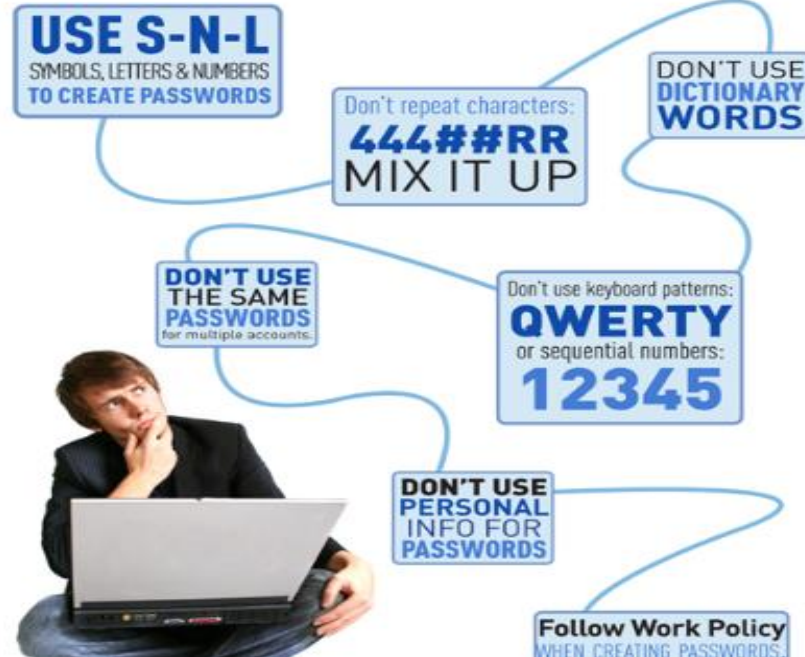 USE S-N-L
SYMBOLS, LETTERS & NUMBERS
TO CREATE PASSWORDS
Don't repeat characters:
444##RR
MIX IT UP
DON'T USE
DICTIONARY
WORDS
Don't use keyboard patterns:
QWERTY
or sequential numbers:
12345
DON'T USE
THE SAME
PASSWORDS
for multiple accounts.
DON'T USE
PERSONAL
INFO FOR
PASSWORDS
Follow Work Policy
WHEN CREATING PASSWORDS.